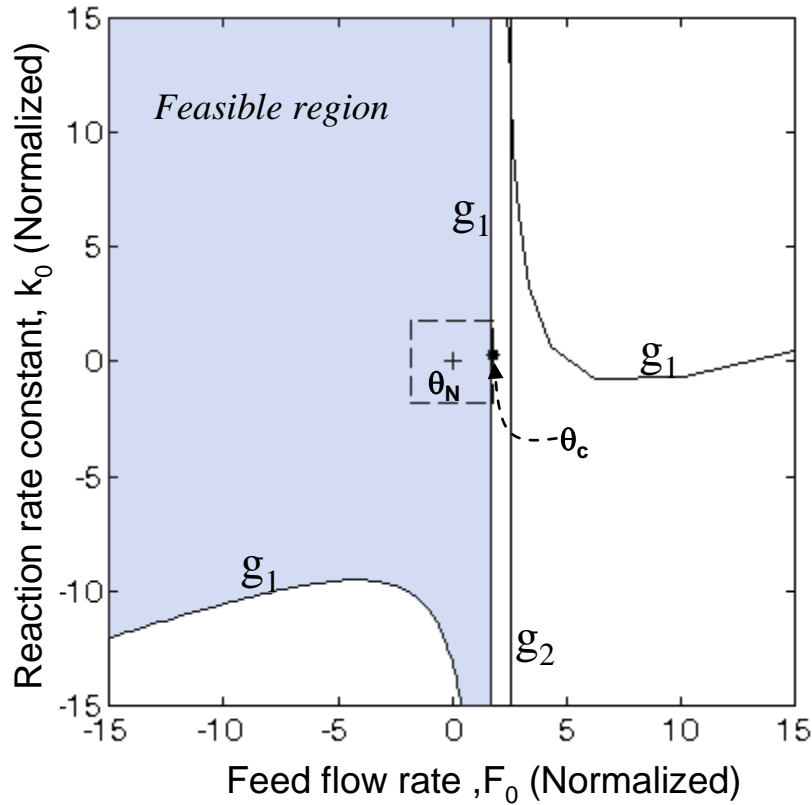 15
10
5
0
-5
-10
-15
Reaction rate constant, k₀ (Normalized)
Feasible region
g₁
g₁
θN
θc
g₁
g₂
-15
-10
-5
0
5
10
15
Feed flow rate ,F₀ (Normalized)